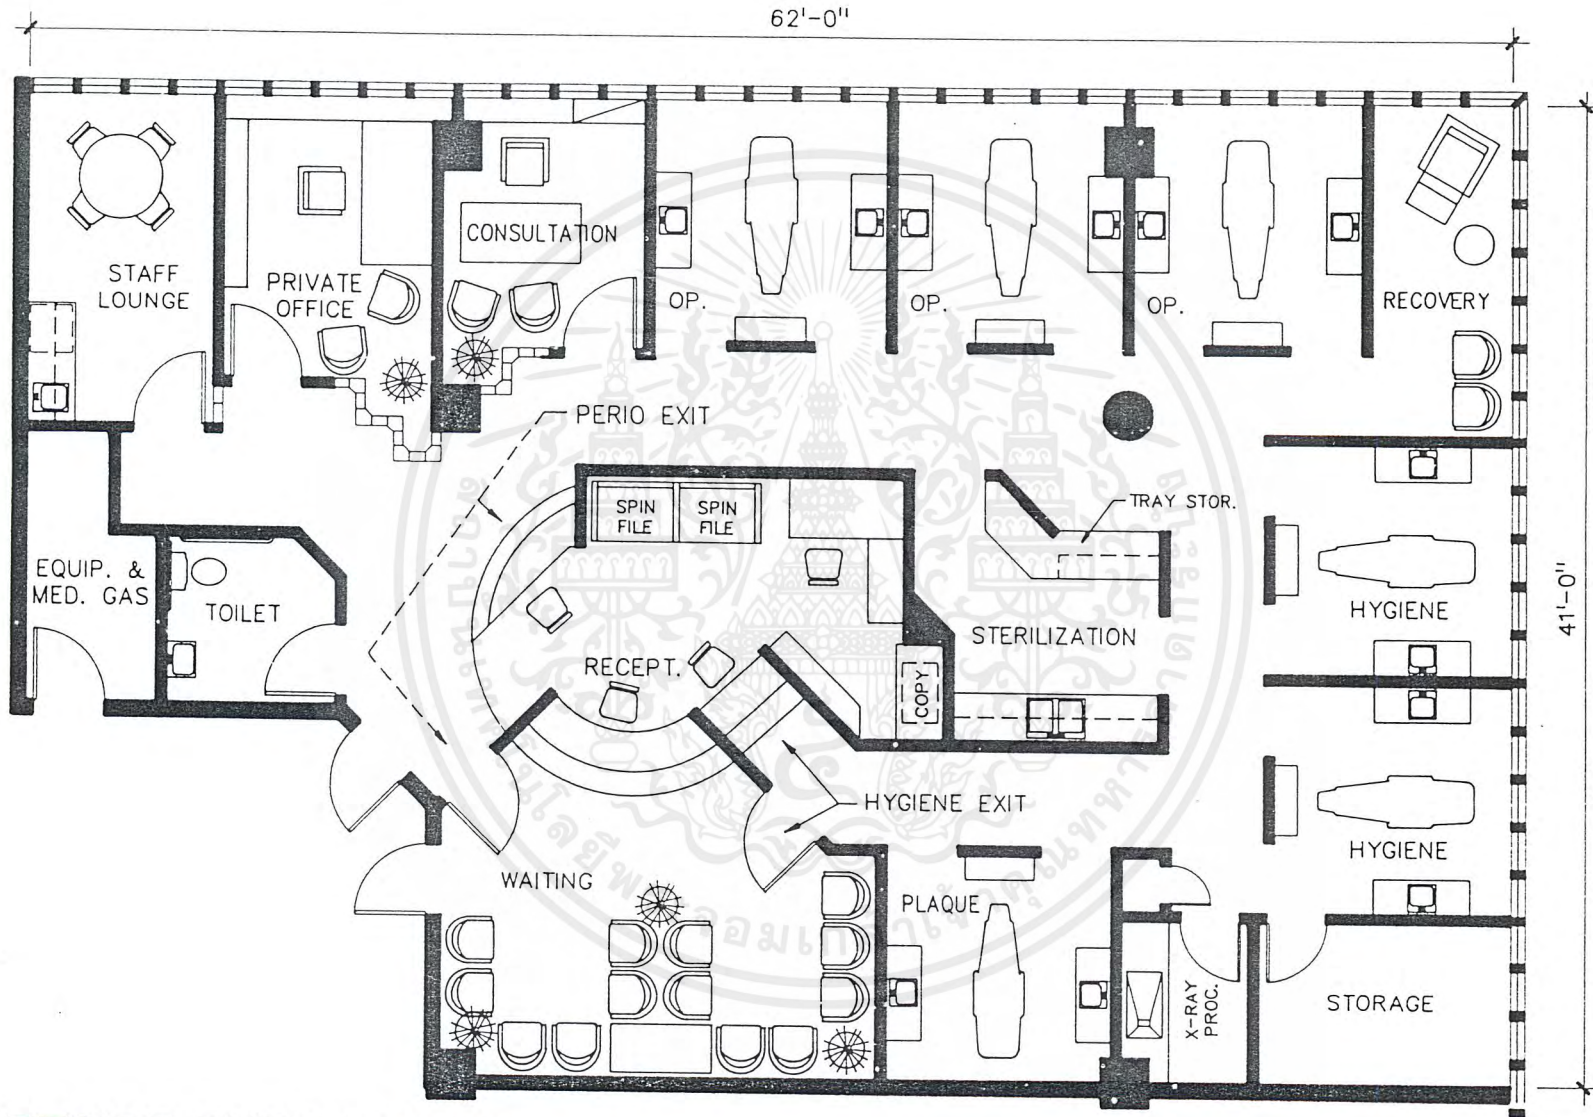 62'-0"
STAFF
LOUNGE
PRIVATE
OFFICE
CONSULTATION
OP.
OP.
OP.
RECOVERY
PERIO EXIT
SPIN
FILE
SPIN
FILE
TRAY STOR.
EQUIP. &
MED. GAS
TOILET
RECEPT.
COPY
STERILIZATION
HYGIENE
41'-0"
HYGIENE EXIT
HYGIENE
WAITING
PLAQUE
X-RAY
PROC.
STORAGE